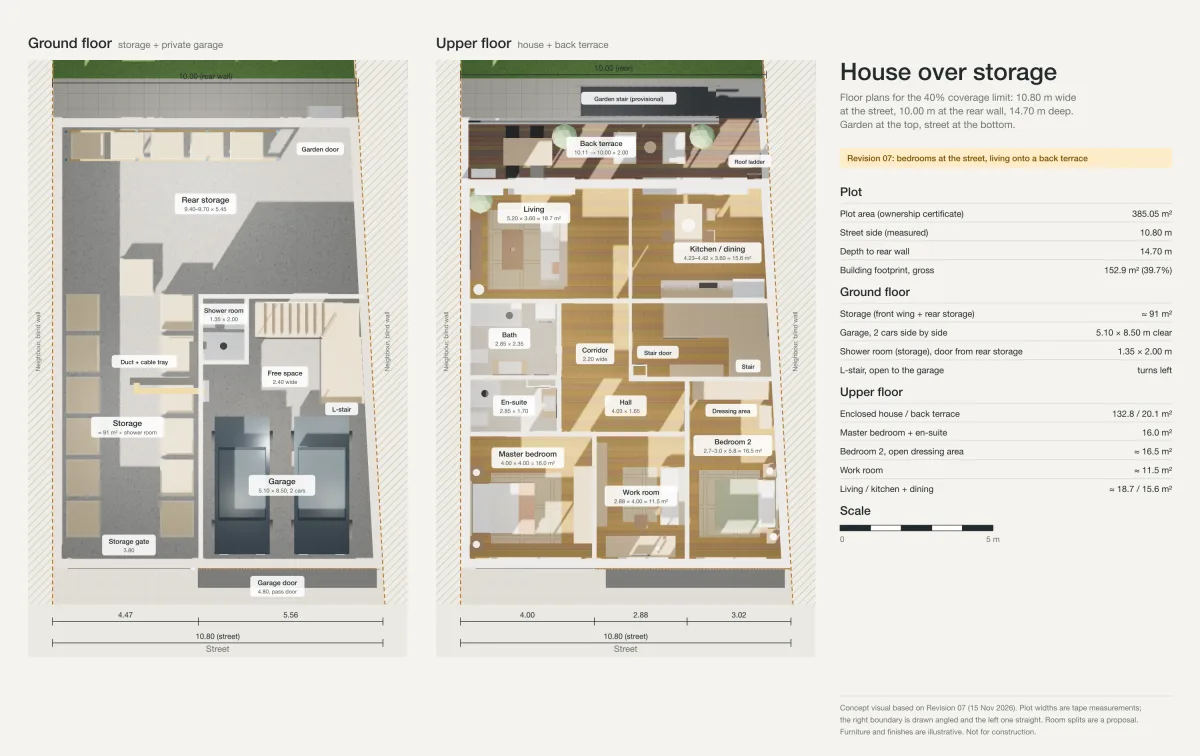 Ground floor storage + private garage
10.00 (rear wall)
Garden door
Rear storage
9.40–9.70 × 5.45
Shower room
1.35 × 2.00
Duct + cable tray
Free space
2.40 wide
L-stair
Storage
≈ 91 m² + shower room
Garage
5.10 × 8.50, 2 cars
Storage gate
3.80
Garage door
4.80, pass door
Neighbour, blind wall
Neighbour, blind wall
4.47
5.56
10.80 (street)
Street
Upper floor house + back terrace
10.00 (rear)
Garden stair (provisional)
Back terrace
10.11 → 10.00 × 2.00
Roof ladder
Living
5.20 × 3.60 = 18.7 m²
Kitchen / dining
4.23–4.42 × 3.60 = 15.6 m²
Bath
2.85 × 2.35
Corridor
2.20 wide
Stair door
Stair
En-suite
2.85 × 1.70
Hall
4.03 × 1.65
Dressing area
Master bedroom
4.00 × 4.00 = 16.0 m²
Bedroom 2
2.7–3.0 × 5.8 ≈ 16.5 m²
Work room
2.88 × 4.00 = 11.5 m²
Neighbour, blind wall
Neighbour, blind wall
4.00
2.88
3.02
10.80 (street)
Street
House over storage
Floor plans for the 40% coverage limit: 10.80 m wide
at the street, 10.00 m at the rear wall, 14.70 m deep.
Garden at the top, street at the bottom.
Revision 07: bedrooms at the street, living onto a back terrace
Plot
Plot area (ownership certificate) 385.05 m²
Street side (measured) 10.80 m
Depth to rear wall 14.70 m
Building footprint, gross 152.9 m² (39.7%)
Ground floor
Storage (front wing + rear storage) ≈ 91 m²
Garage, 2 cars side by side 5.10 × 8.50 m clear
Shower room (storage), door from rear storage 1.35 × 2.00 m
L-stair, open to the garage turns left
Upper floor
Enclosed house / back terrace 132.8 / 20.1 m²
Master bedroom + en-suite 16.0 m²
Bedroom 2, open dressing area ≈ 16.5 m²
Work room ≈ 11.5 m²
Living / kitchen + dining ≈ 18.7 / 15.6 m²
Scale
0 5 m
Concept visual based on Revision 07 (15 Nov 2026). Plot widths are tape measurements;
the right boundary is drawn angled and the left one straight. Room splits are a proposal.
Furniture and finishes are illustrative. Not for construction.